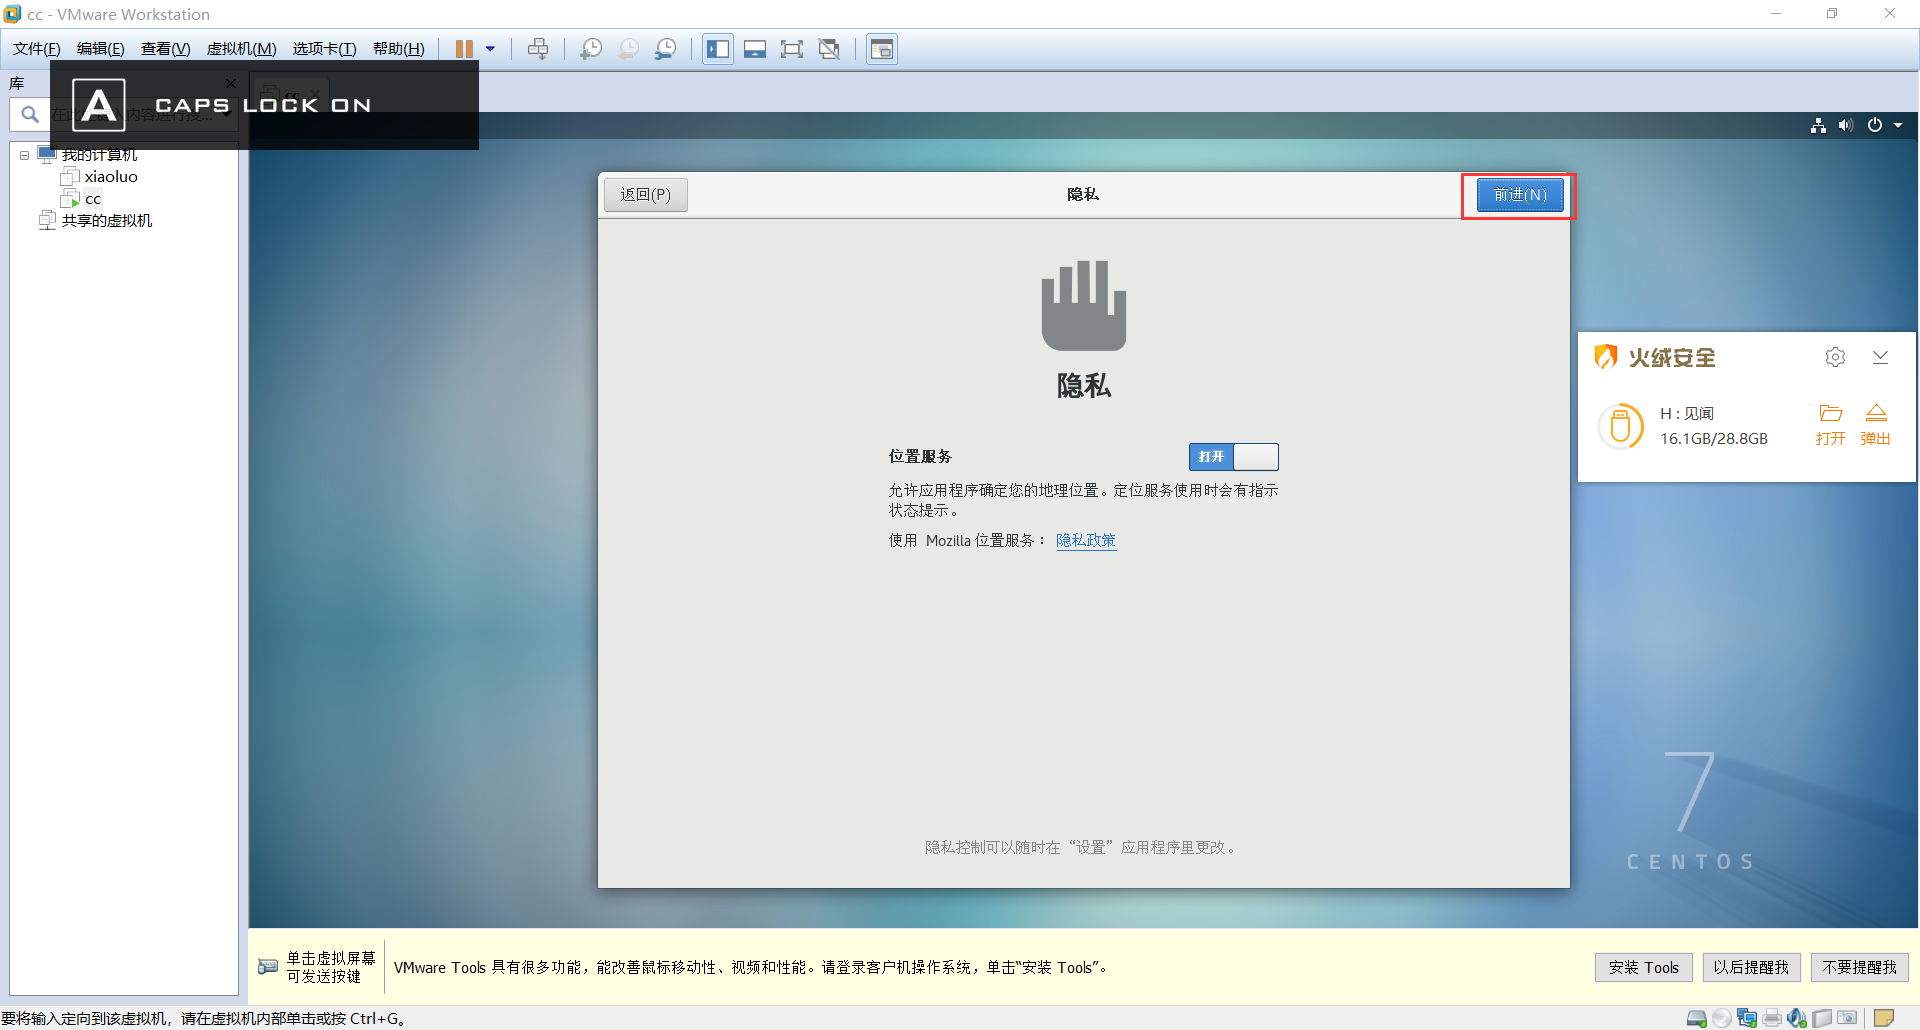 cc - VMware Workstation
文件(F) 编辑(E) 查看(V) 虚拟机(M) 选项卡(T) 帮助(H)
库
A CAPS LOCK ON
我的计算机
xiaoluo
cc
共享的虚拟机
返回(P) 隐私 前进(N)
隐私
位置服务 打开
允许应用程序确定您的地理位置。定位服务使用时会有指示
状态提示。
使用 Mozilla 位置服务： 隐私政策
隐私控制可以随时在“设置”应用程序里更改。
火绒安全
H : 见闻
16.1GB/28.8GB
打开 弹出
7
CENTOS
单击虚拟屏幕
可发送按键
VMware Tools 具有很多功能，能改善鼠标移动性、视频和性能。请登录客户机操作系统，单击“安装 Tools”。
安装 Tools 以后提醒我 不要提醒我
要将输入定向到该虚拟机，请在虚拟机内部单击或按 Ctrl+G。